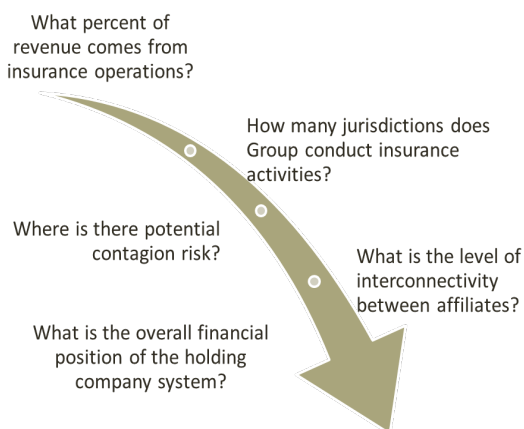 What percent of
revenue comes from
insurance operations?
How many jurisdictions does
Group conduct insurance
activities?
Where is there potential
contagion risk?
What is the level of
interconnectivity
between affiliates?
What is the overall financial
position of the holding
company system?